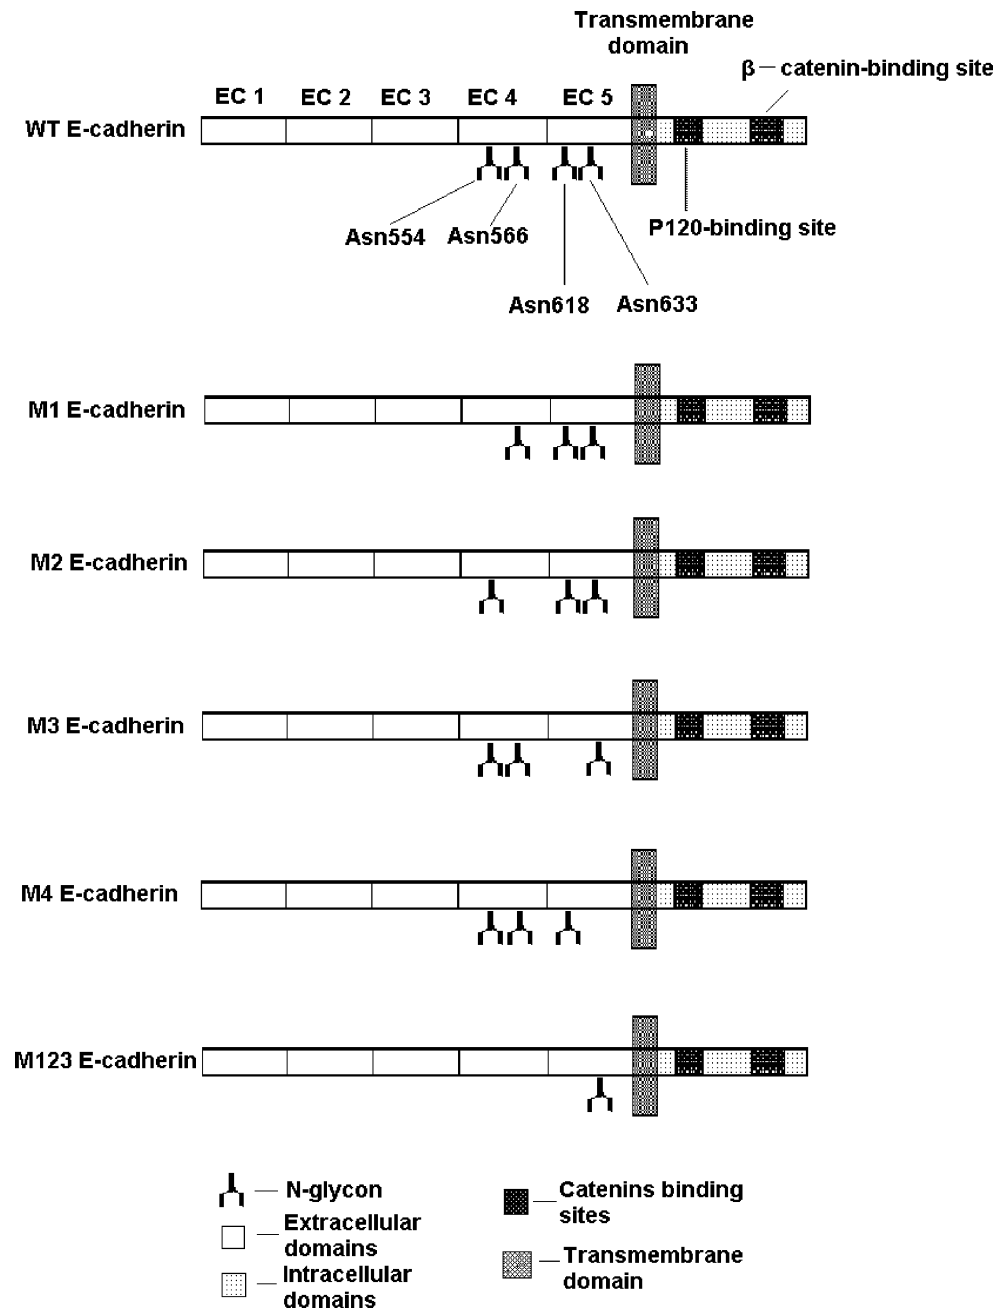 Transmembrane
domain
β — catenin-binding site
EC 1 EC 2 EC 3 EC 4 EC 5
WT E-cadherin
Asn554 Asn566
P120-binding site
Asn618 Asn633
M1 E-cadherin
M2 E-cadherin
M3 E-cadherin
M4 E-cadherin
M123 E-cadherin
N-glycon
Extracellular
domains
Intracellular
domains
Catenins binding
sites
Transmembrane
domain